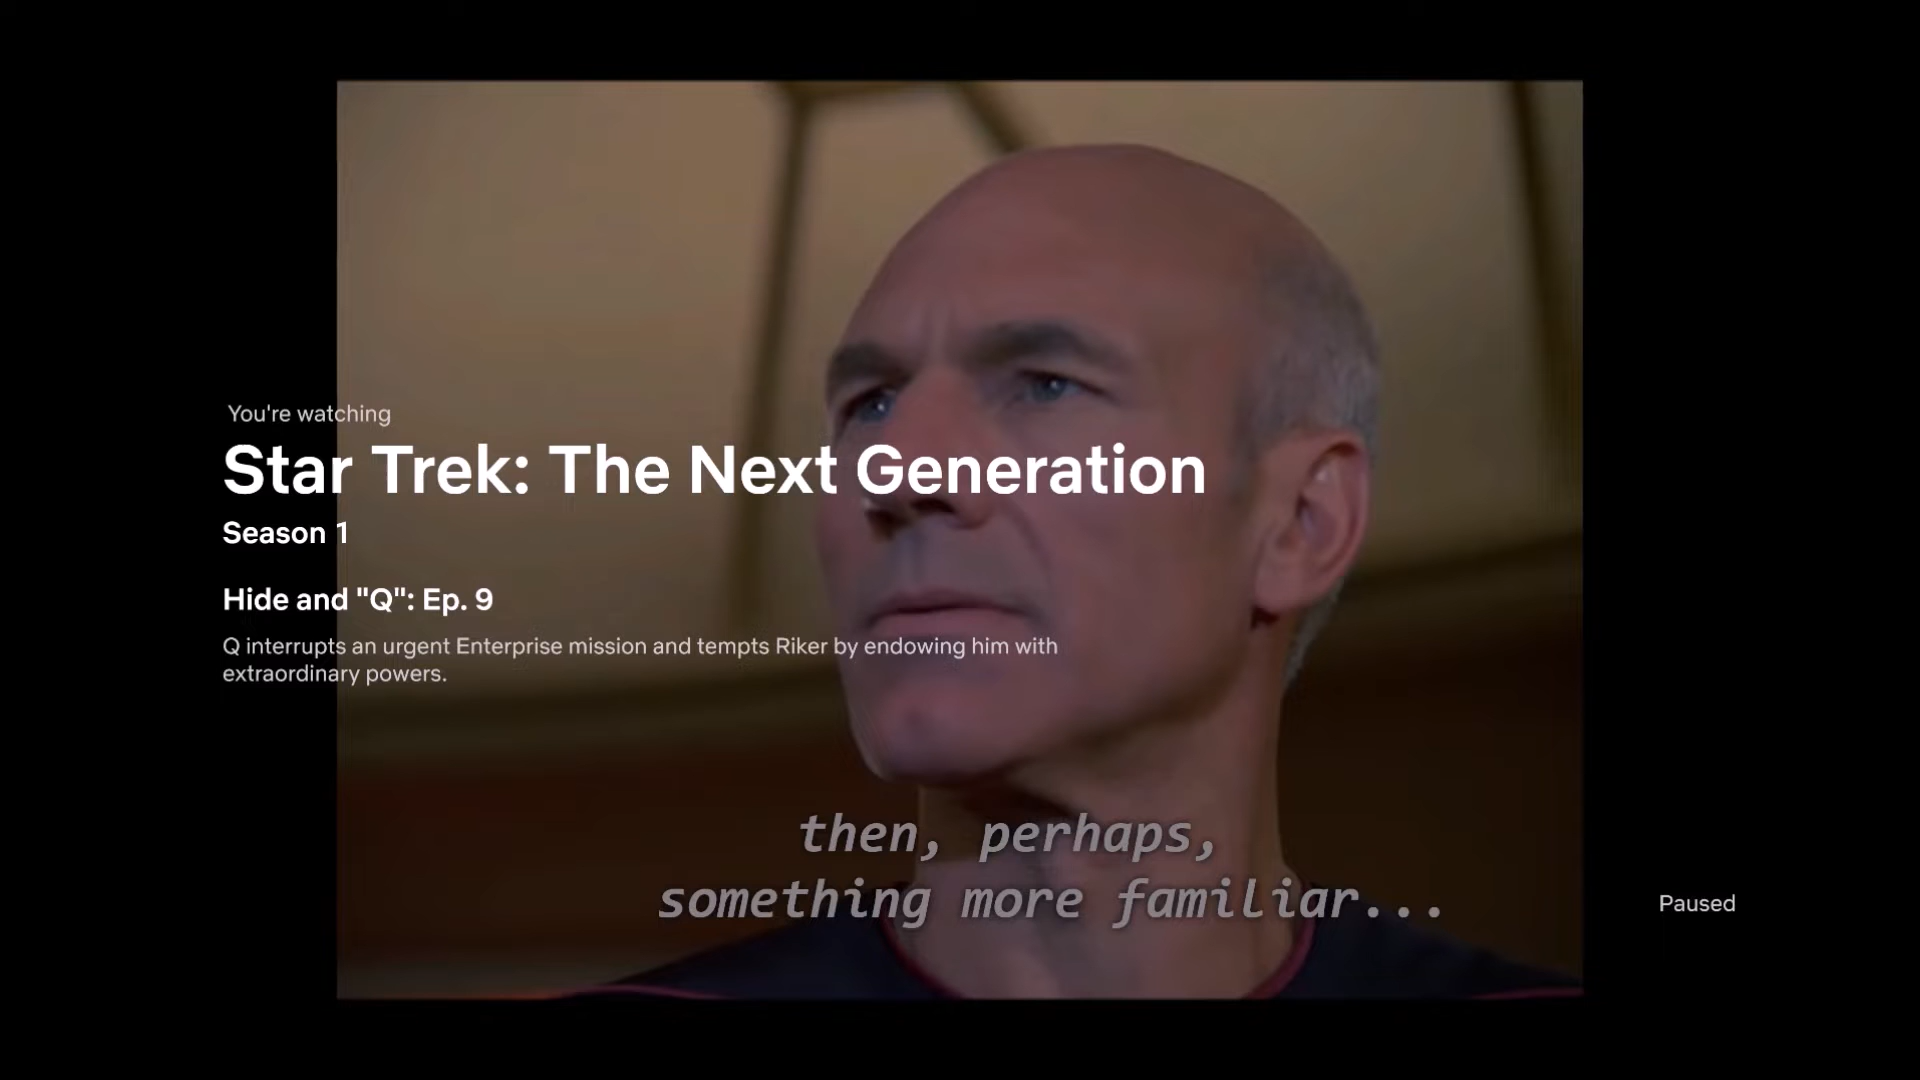 You're watching
Star Trek: The Next Generation
Season 1
Hide and "Q": Ep. 9
Q interrupts an urgent Enterprise mission and tempts Riker by endowing him with
extraordinary powers.
then, perhaps,
something more familiar...
Paused